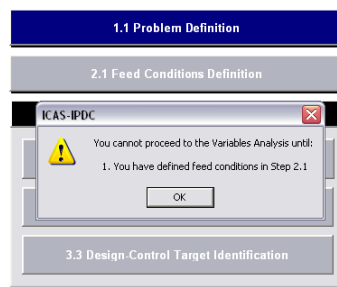 1.1 Problem Definition
2.1 Feed Conditions Definition
ICAS-IPDC
You cannot proceed to the Variables Analysis until:
1. You have defined feed conditions in Step 2.1
OK
3.3 Design-Control Target Identification